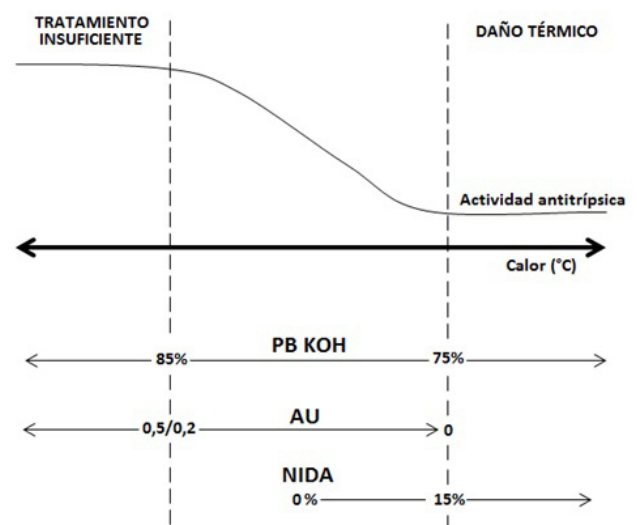 TRATAMIENTO
INSUFICIENTE
DAÑO TÉRMICO
Actividad antitrípsica
Calor (°C)
PB KOH
85%
75%
AU
0,5/0,2
0
NIDA
0%
15%